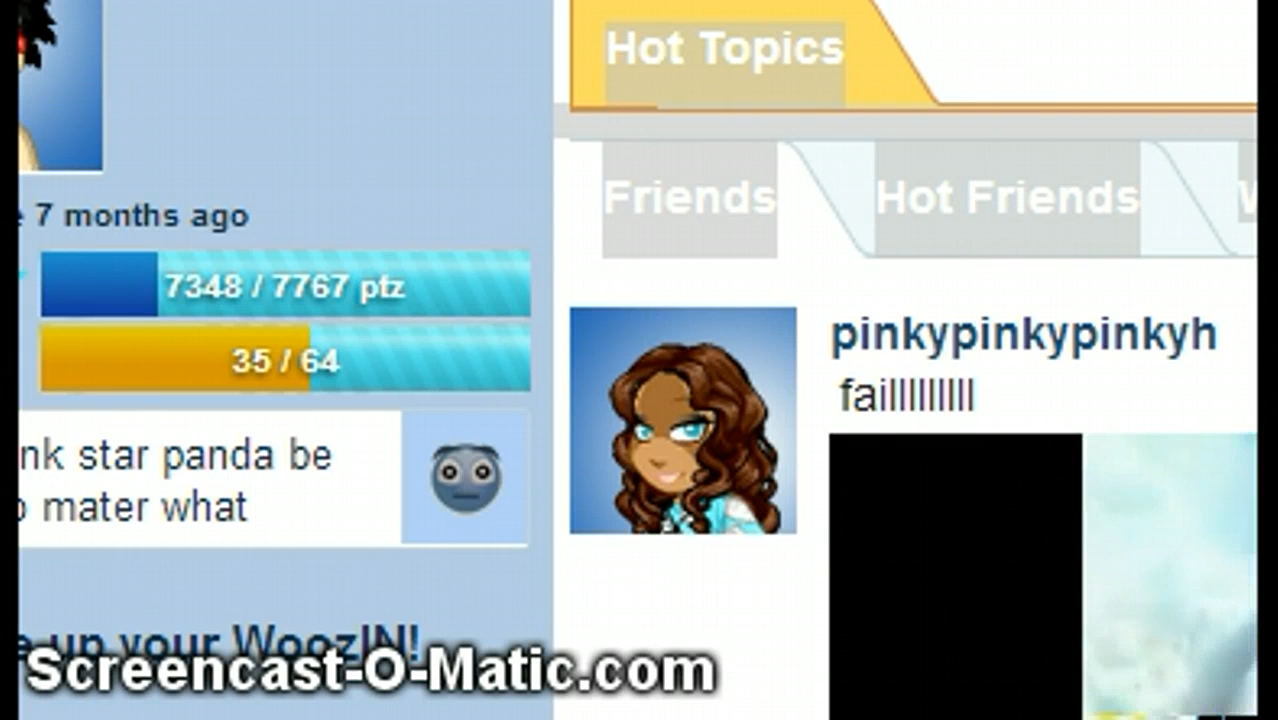 Hot Topics
Friends
Hot Friends
7 months ago
7348 / 7767 ptz
35 / 64
nk star panda be
mater what
up your WoozIN!
pinkypinkypinkyh
failllllllll
Screencast-O-Matic.com